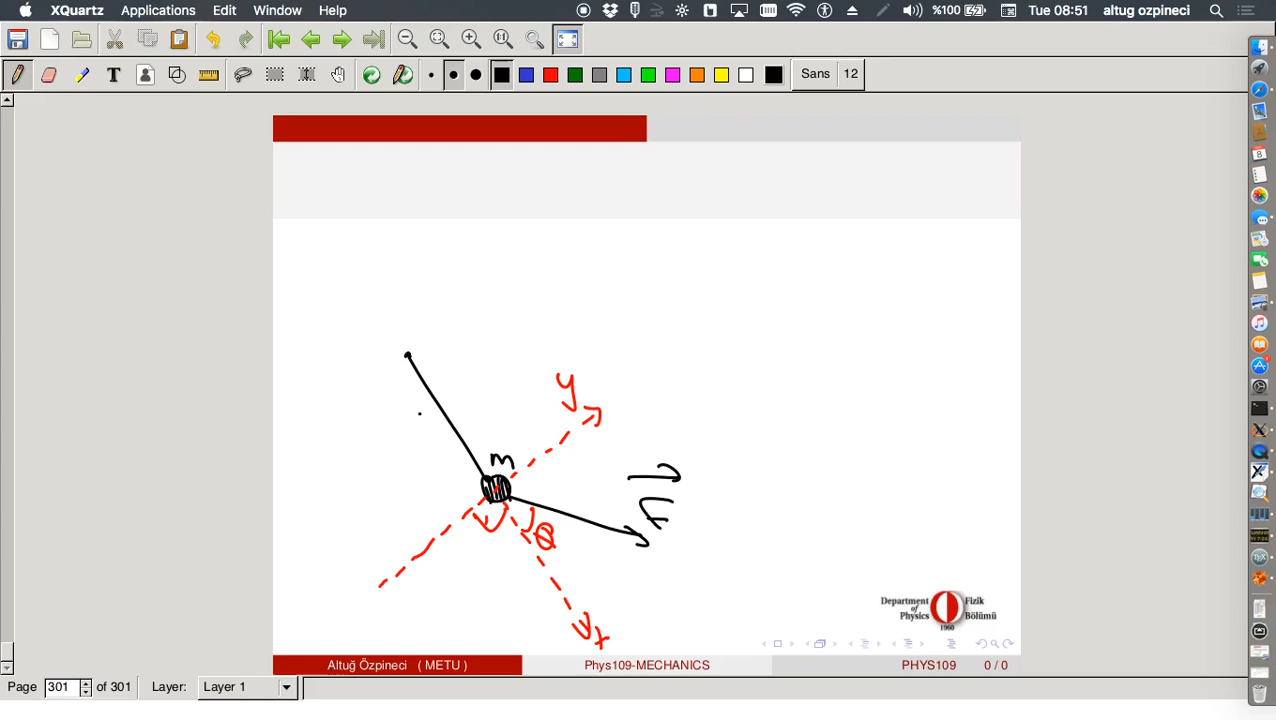 XQuartz Applications Edit Window Help %100 Tue 08:51 altug ozpineci
Sans 12
y
m
F
θ
x
Department of Physics Fizik Bölümü
1960
Altuğ Özpineci ( METU ) Phys109-MECHANICS PHYS109 0 / 0
Page 301 of 301 Layer: Layer 1